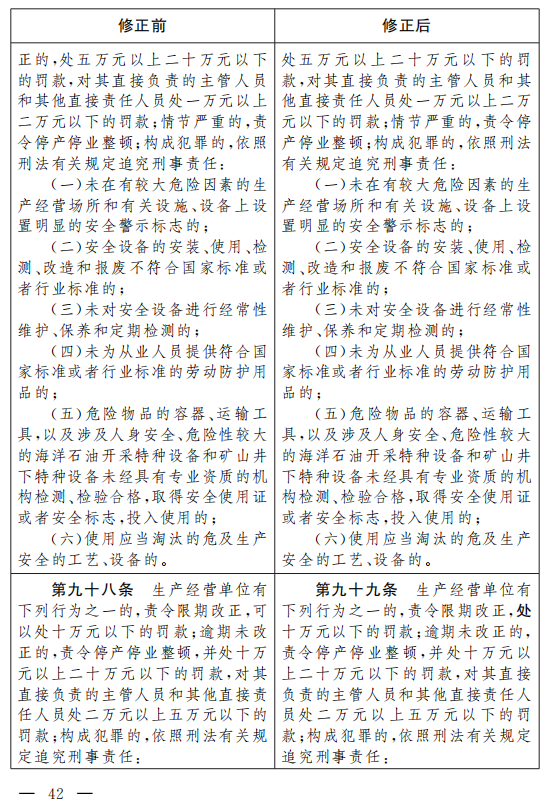 修正前
正的,处五万元以上二十万元以下
的罚款,对其直接负责的主管人员
和其他直接责任人员处一万元以上
二万元以下的罚款;情节严重的,责
令停产停业整顿;构成犯罪的,依照
刑法有关规定追究刑事责任:
(一)未在有较大危险因素的生
产经营场所和有关设施、设备上设
置明显的安全警示标志的;
(二)安全设备的安装、使用、检
测、改造和报废不符合国家标准或
者行业标准的;
(三)未对安全设备进行经常性
维护、保养和定期检测的;
(四)未为从业人员提供符合国
家标准或者行业标准的劳动防护用
品的;
(五)危险物品的容器、运输工
具,以及涉及人身安全、危险性较大
的海洋石油开采特种设备和矿山井
下特种设备未经具有专业资质的机
构检测、检验合格,取得安全使用证
或者安全标志,投入使用的;
(六)使用应当淘汰的危及生产
安全的工艺、设备的。
第九十八条 生产经营单位有
下列行为之一的,责令限期改正,可
以处十万元以下的罚款;逾期未改
正的,责令停产停业整顿,并处十万
元以上二十万元以下的罚款,对其
直接负责的主管人员和其他直接责
任人员处二万元以上五万元以下的
罚款;构成犯罪的,依照刑法有关规
定追究刑事责任:
修正后
处五万元以上二十万元以下的罚
款,对其直接负责的主管人员和其
他直接责任人员处一万元以上二万
元以下的罚款;情节严重的,责令停
产停业整顿;构成犯罪的,依照刑法
有关规定追究刑事责任:
(一)未在有较大危险因素的生
产经营场所和有关设施、设备上设
置明显的安全警示标志的;
(二)安全设备的安装、使用、检
测、改造和报废不符合国家标准或
者行业标准的;
(三)未对安全设备进行经常性
维护、保养和定期检测的;
(四)未为从业人员提供符合国
家标准或者行业标准的劳动防护用
品的;
(五)危险物品的容器、运输工
具,以及涉及人身安全、危险性较大
的海洋石油开采特种设备和矿山井
下特种设备未经具有专业资质的机
构检测、检验合格,取得安全使用证
或者安全标志,投入使用的;
(六)使用应当淘汰的危及生产
安全的工艺、设备的。
第九十九条 生产经营单位有
下列行为之一的,责令限期改正,处
十万元以下的罚款;逾期未改正的,
责令停产停业整顿,并处十万元以
上二十万元以下的罚款,对其直接
负责的主管人员和其他直接责任人
员处二万元以上五万元以下的罚
款;构成犯罪的,依照刑法有关规定
追究刑事责任:
— 42 —